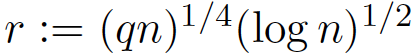 r := (qn)^{1/4}(log n)^{1/2}